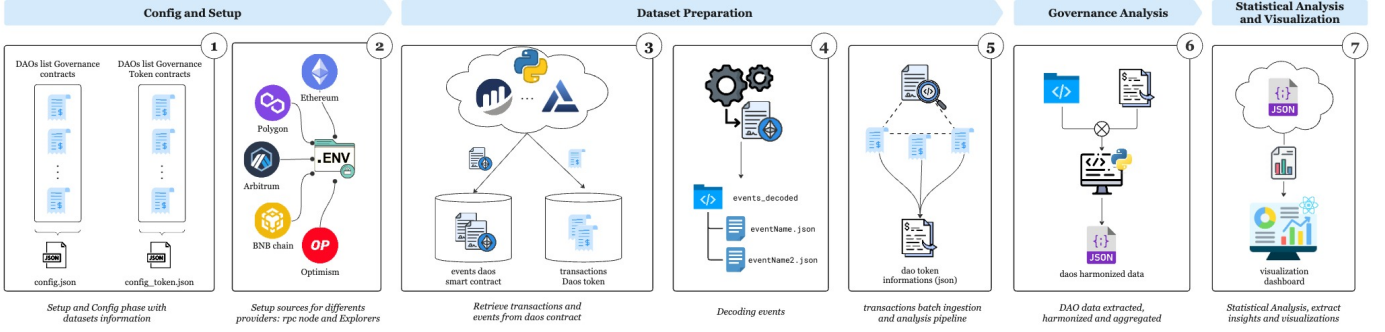 Config and Setup
Dataset Preparation
Governance Analysis
Statistical Analysis
and Visualization
1
DAOs list Governance
contracts
DAOs list Governance
Token contracts
$
$
$
$
$
$
JSON
JSON
config.json
config_token.json
Setup and Config phase with
datasets information
2
Ethereum
Polygon
Arbitrum
BNB chain
OP
Optimism
.ENV
Setup sources for differents
providers: rpc node and Explorers
3
...
$
events daos
smart contract
$
$
transactions
Daos token
Retrieve transactions and
events from daos contract
4
</>
events_decoded
eventName.json
eventName2.json
Decoding events
5
</>
$
$
$
$
dao token
informations (json)
transactions batch ingestion
and analysis pipeline
6
</>
$
</>
{;}
JSON
daos harmonized data
DAO data extracted,
harmonized and aggregated
7
{;}
JSON
visualization
dashboard
Statistical Analysis, extract
insights and visualizations